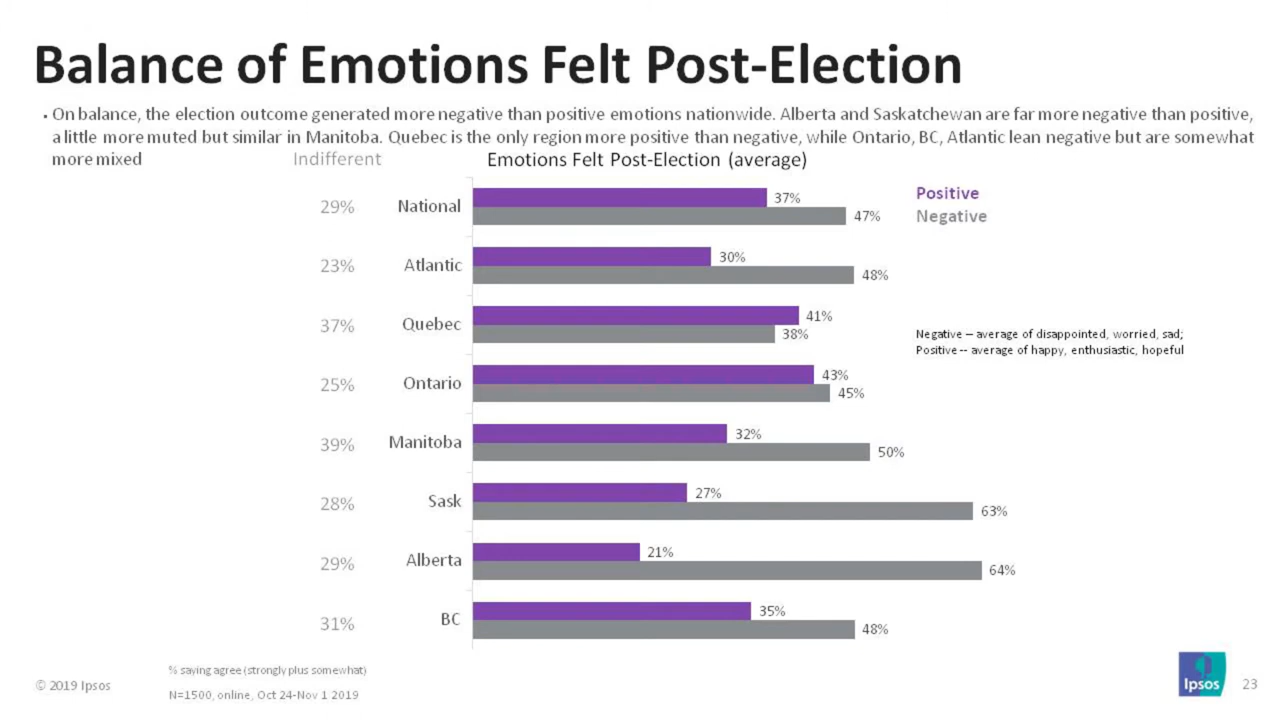 Balance of Emotions Felt Post-Election
• On balance, the election outcome generated more negative than positive emotions nationwide. Alberta and Saskatchewan are far more negative than positive,
a little more muted but similar in Manitoba. Quebec is the only region more positive than negative, while Ontario, BC, Atlantic lean negative but are somewhat
more mixed
Indifferent
Emotions Felt Post-Election (average)
29% National 37% 47%
23% Atlantic 30% 48%
37% Quebec 41% 38%
25% Ontario 43% 45%
39% Manitoba 32% 50%
28% Sask 27% 63%
29% Alberta 21% 64%
31% BC 35% 48%
Positive
Negative
Negative – average of disappointed, worried, sad;
Positive -- average of happy, enthusiastic, hopeful
% saying agree (strongly plus somewhat)
N=1500, online, Oct 24-Nov 1 2019
© 2019 Ipsos
Ipsos
23